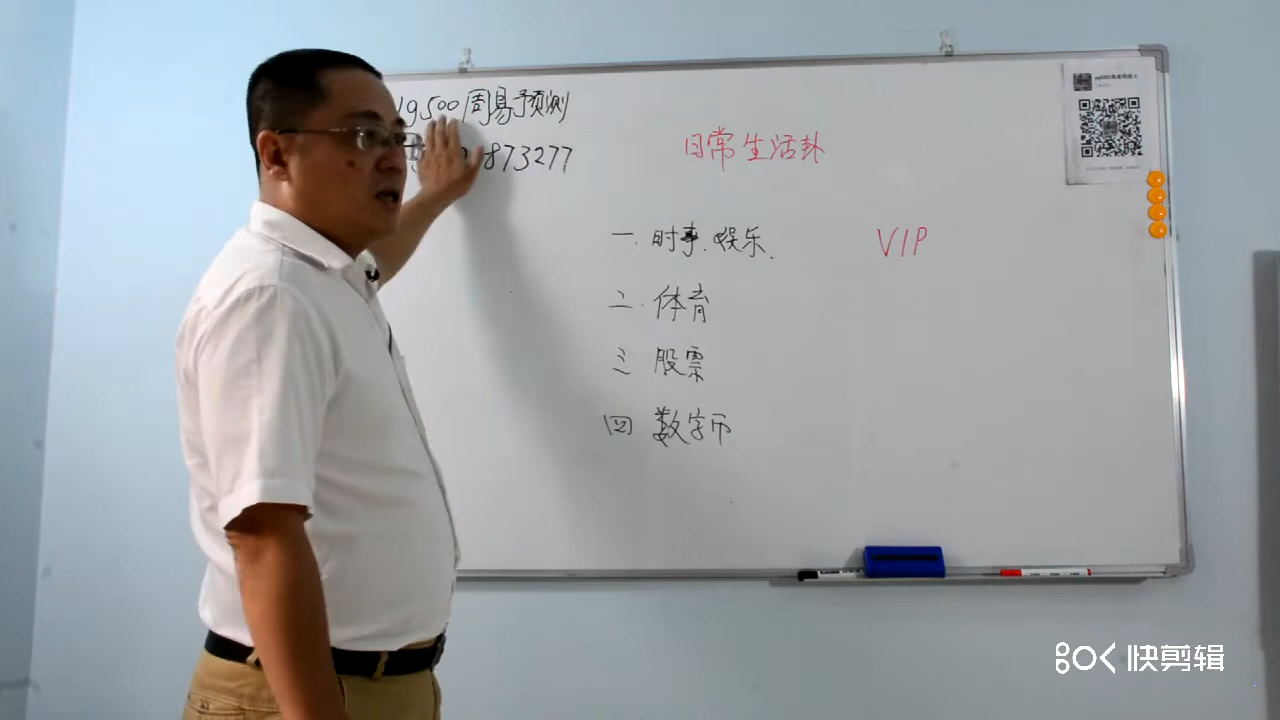 19500周易予测
873277
日常生活卦
一.时事.娱乐、
VIP
二.体育
三 股票
四 数字币
快剪辑